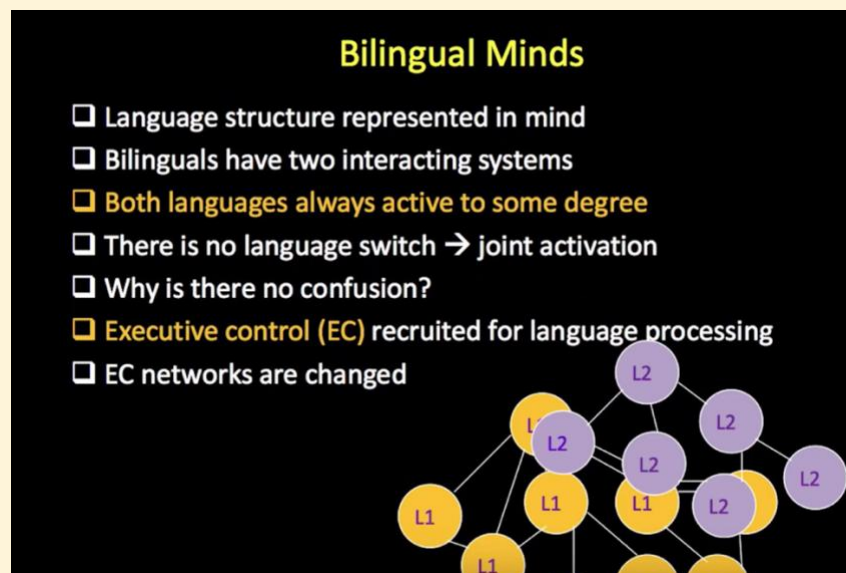 Bilingual Minds
Language structure represented in mind
Bilinguals have two interacting systems
Both languages always active to some degree
There is no language switch → joint activation
Why is there no confusion?
Executive control (EC) recruited for language processing
EC networks are changed
L2
L2
L2
L2
L2
L1
L1
L1
L2
L1